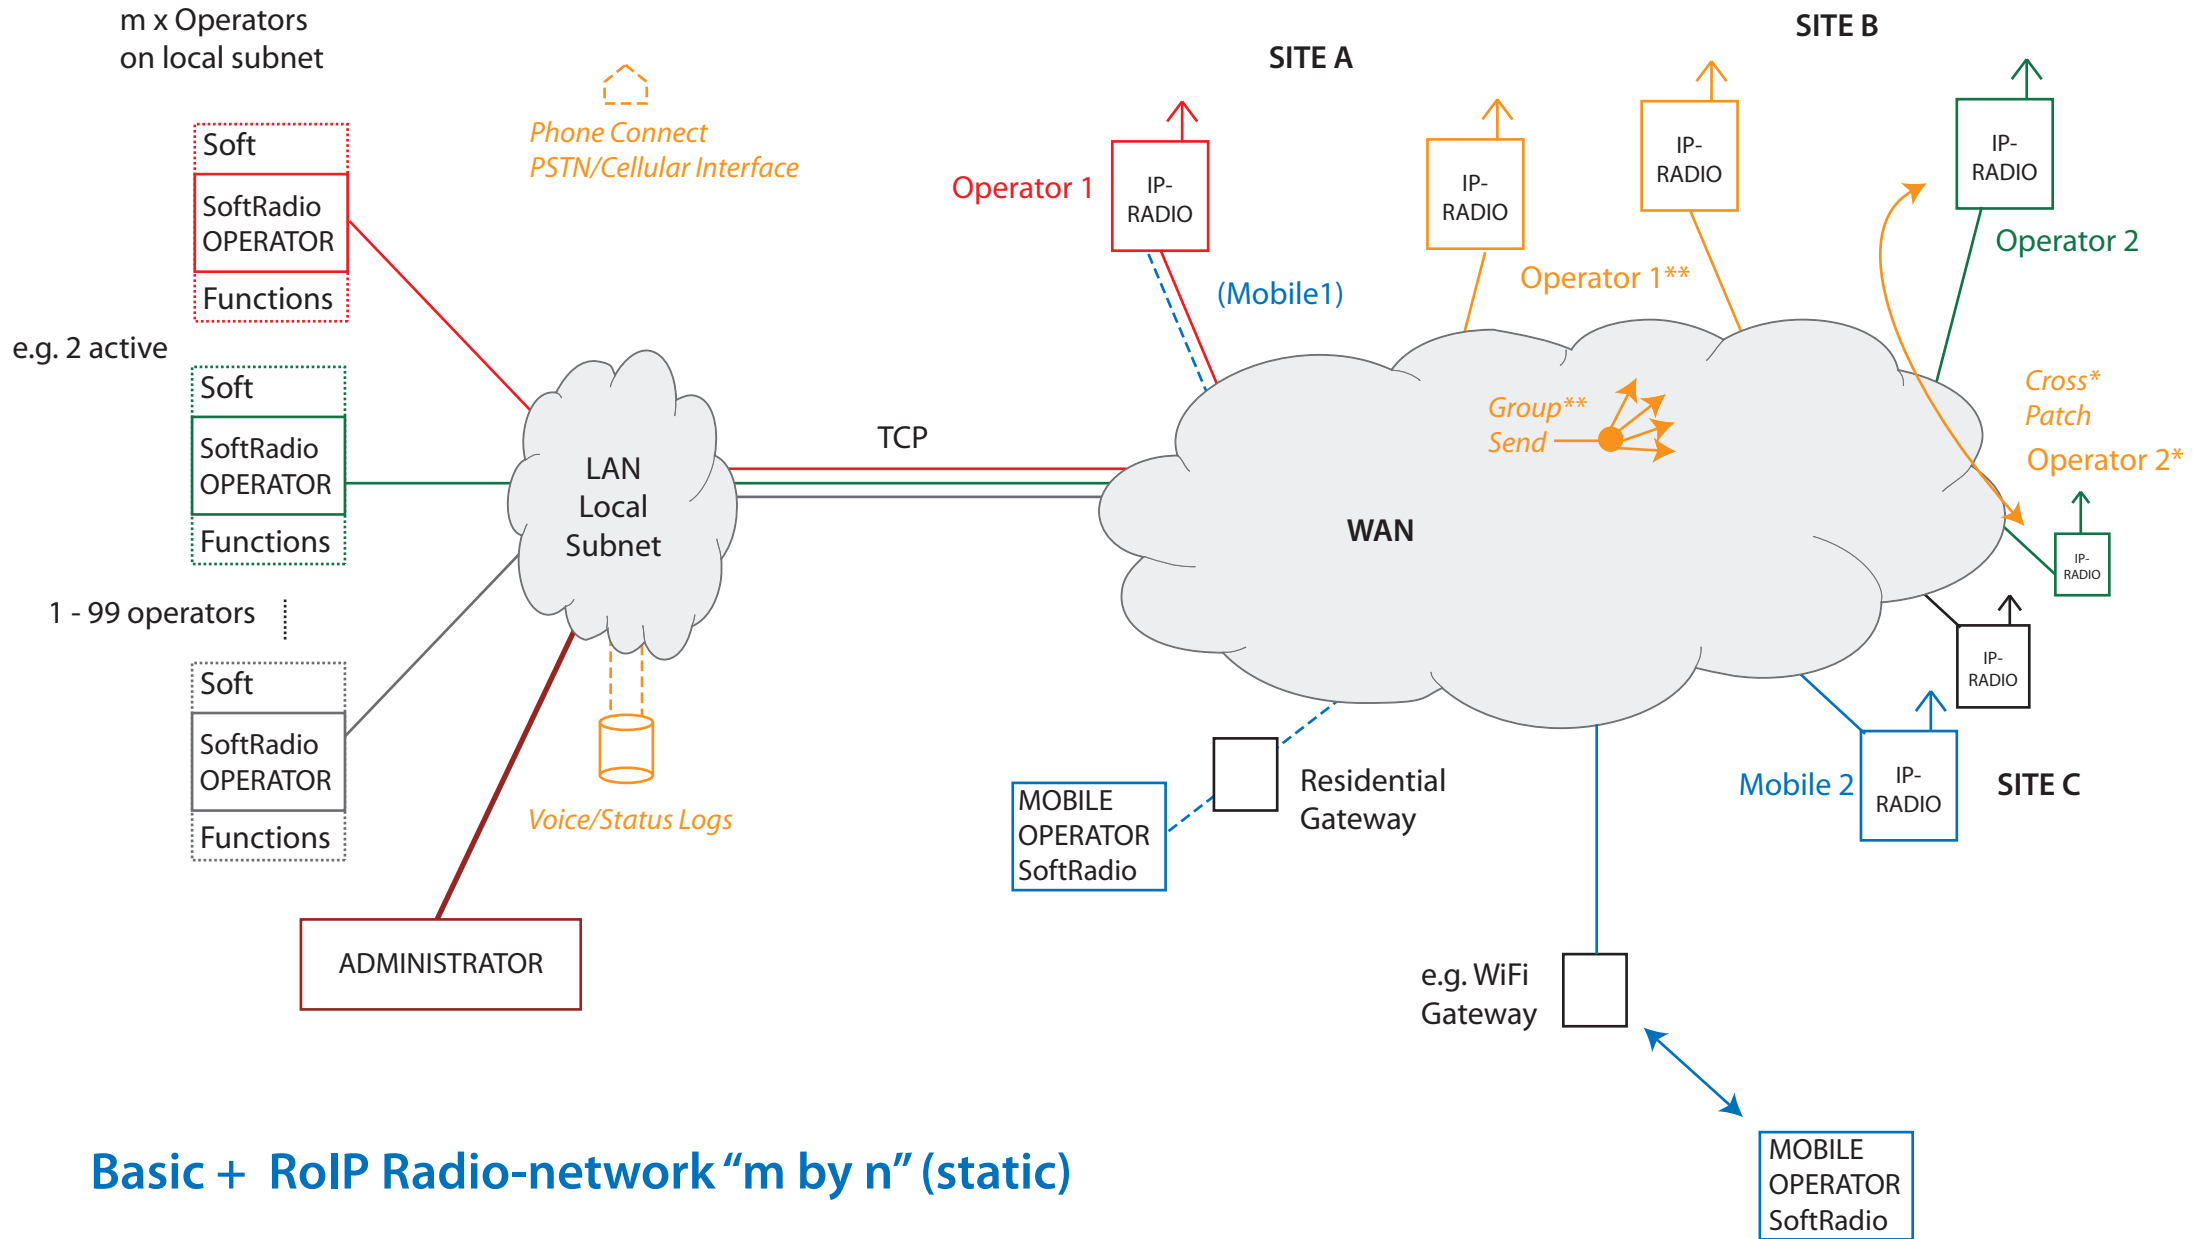 m x Operators
on local subnet
SITE A
SITE B
Soft
SoftRadio
OPERATOR
Functions
Phone Connect
PSTN/Cellular Interface
Operator 1
IP-
RADIO
(Mobile1)
IP-
RADIO
Operator 1**
IP-
RADIO
IP-
RADIO
Operator 2
e.g. 2 active
Soft
SoftRadio
OPERATOR
Functions
LAN
Local
Subnet
TCP
Group**
Send
WAN
Cross*
Patch
Operator 2*
IP-
RADIO
IP-
RADIO
1 - 99 operators
Soft
SoftRadio
OPERATOR
Functions
Voice/Status Logs
MOBILE
OPERATOR
SoftRadio
Residential
Gateway
Mobile 2
IP-
RADIO
SITE C
ADMINISTRATOR
e.g. WiFi
Gateway
MOBILE
OPERATOR
SoftRadio
Basic + RoIP Radio-network “m by n” (static)